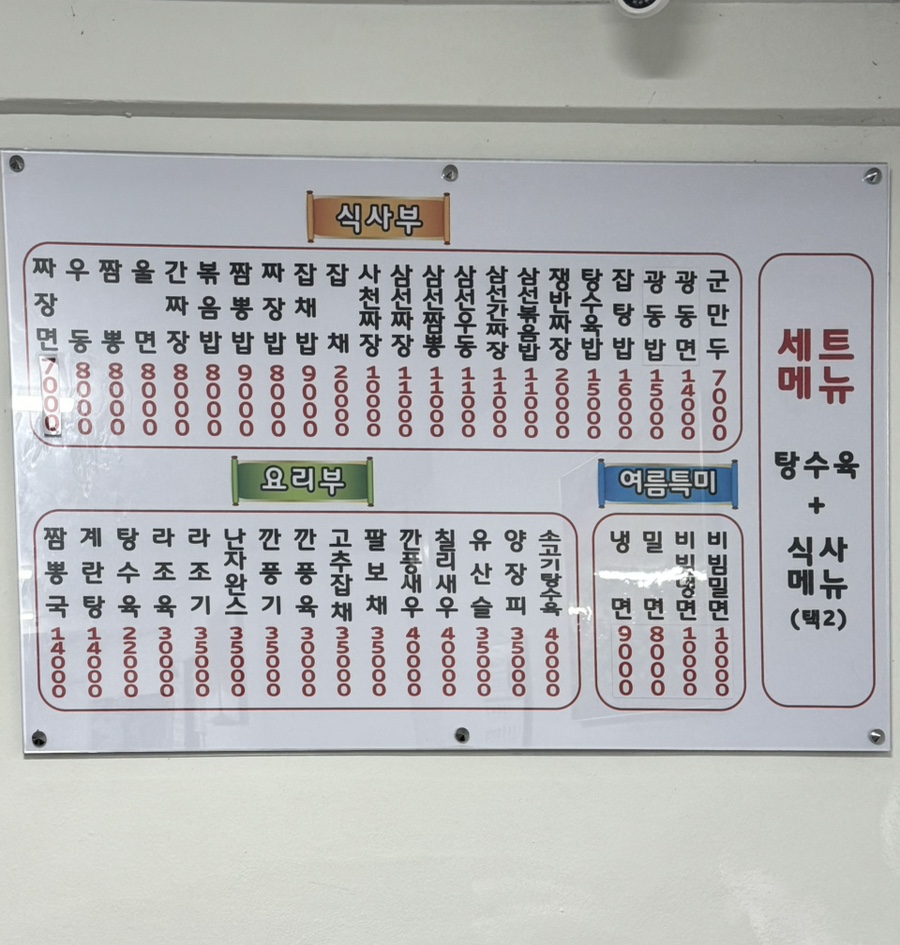 식사부
짜장면 7000
우동 8000
짬뽕 8000
울면 8000
간짜장 8000
볶음밥 8000
짬뽕밥 9000
짜장밥 8000
잡채밥 9000
잡채 20000
사천짜장 10000
삼선짜장 11000
삼선짬뽕 11000
삼선우동 11000
삼선간짜장 11000
삼선볶음밥 11000
쟁반짜장 20000
탕수육밥 15000
잡탕밥 16000
광동밥 15000
광동면 14000
군만두 7000
요리부
짬뽕국 14000
계란탕 14000
탕수육 22000
라조육 30000
라조기 35000
난자완스 35000
깐풍기 35000
깐풍육 30000
고추잡채 35000
팔보채 35000
깐풍새우 40000
칠리새우 40000
유산슬 35000
양장피 35000
소고기탕수육 40000
여름특미
냉면 9000
밀면 8000
비빔냉면 10000
비빔밀면 10000
세트
메뉴
탕수육
+
식사
메뉴
(택2)